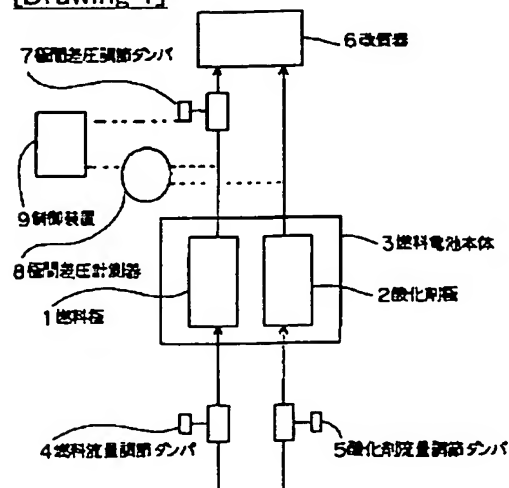 [Drawing 1]
6改質器
7極間差圧調節ダンパ
9制御装置
8極間差圧計測器
3燃料電池本体
2酸化剤極
1燃料極
4燃料流量調節ダンパ
5酸化剤流量調節ダンパ